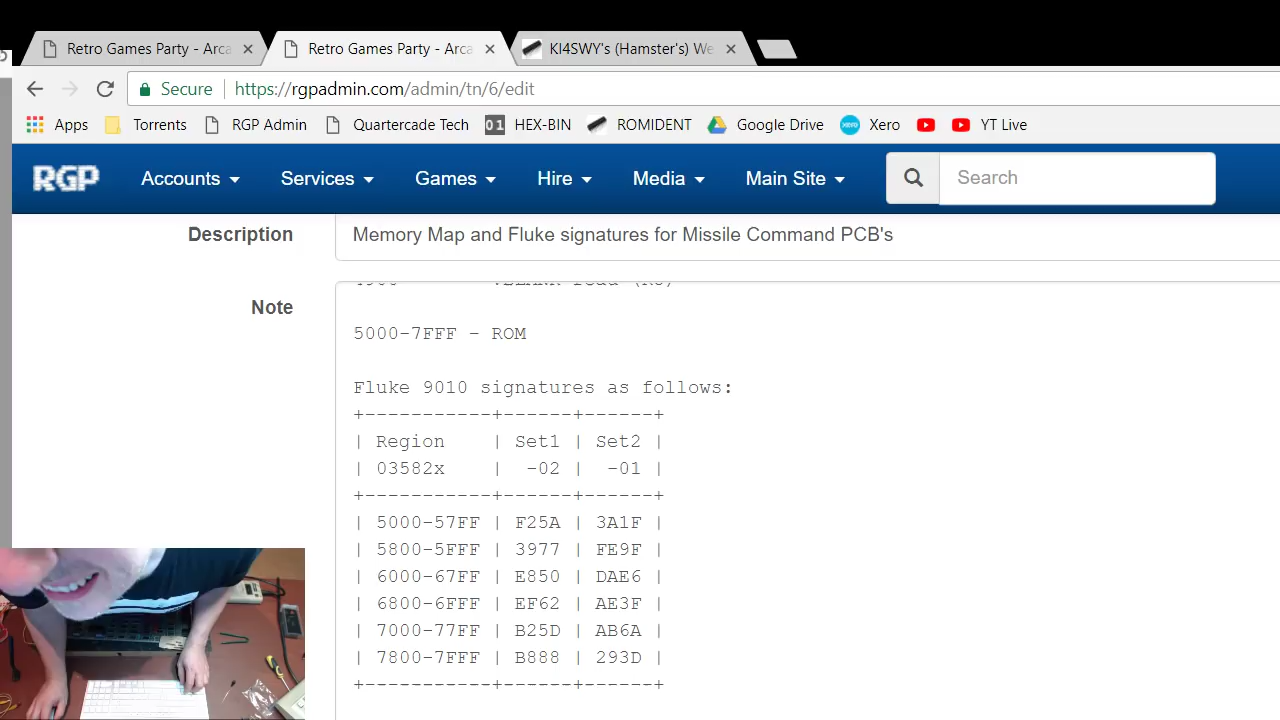 Retro Games Party - Arca
Retro Games Party - Arca
KI4SWY's (Hamster's) We
Secure https://rgpadmin.com/admin/tn/6/edit
Apps Torrents RGP Admin Quartercade Tech 01 HEX-BIN ROMIDENT Google Drive xero Xero YT Live
RGP Accounts Services Games Hire Media Main Site Search
Description Memory Map and Fluke signatures for Missile Command PCB's
Note
5000-7FFF - ROM
Fluke 9010 signatures as follows:
+-----------+------+------+
| Region | Set1 | Set2 |
| 03582x | -02 | -01 |
+-----------+------+------+
| 5000-57FF | F25A | 3A1F |
| 5800-5FFF | 3977 | FE9F |
| 6000-67FF | E850 | DAE6 |
| 6800-6FFF | EF62 | AE3F |
| 7000-77FF | B25D | AB6A |
| 7800-7FFF | B888 | 293D |
+-----------+------+------+